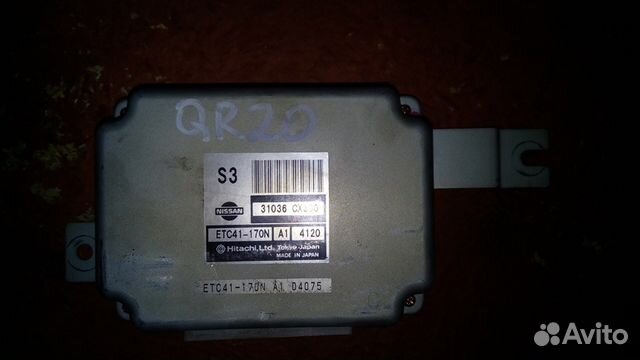 QR20
S3
NISSAN
31036
ETC41-170N A1 4120
Hitachi, Ltd. Tokyo Japan
MADE IN JAPAN
ETC41-170N A1 D4075
Avito